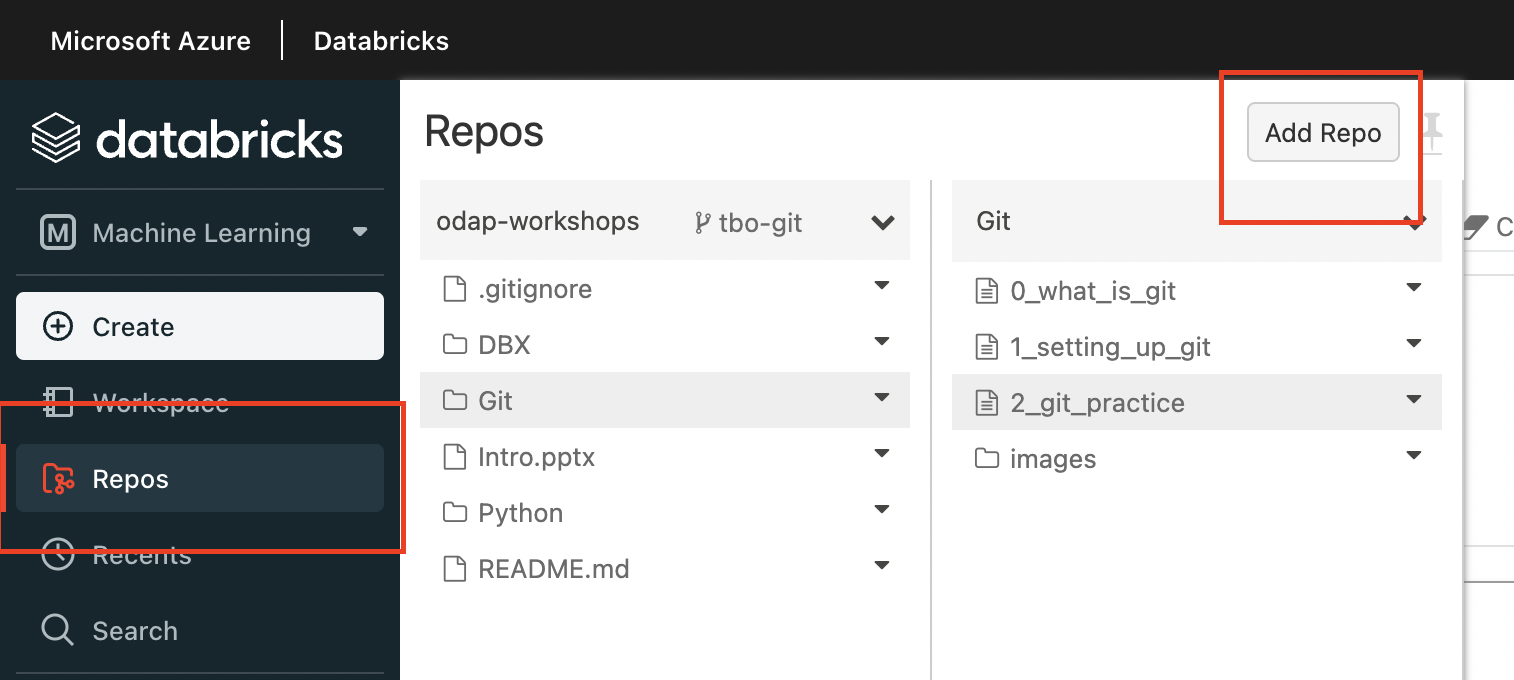 Microsoft Azure | Databricks
databricks
M Machine Learning
Create
Workspace
Repos
Recents
Search
Repos
Add Repo
odap-workshops tbo-git
.gitignore
DBX
Git
Intro.pptx
Python
README.md
Git
0_what_is_git
1_setting_up_git
2_git_practice
images
C